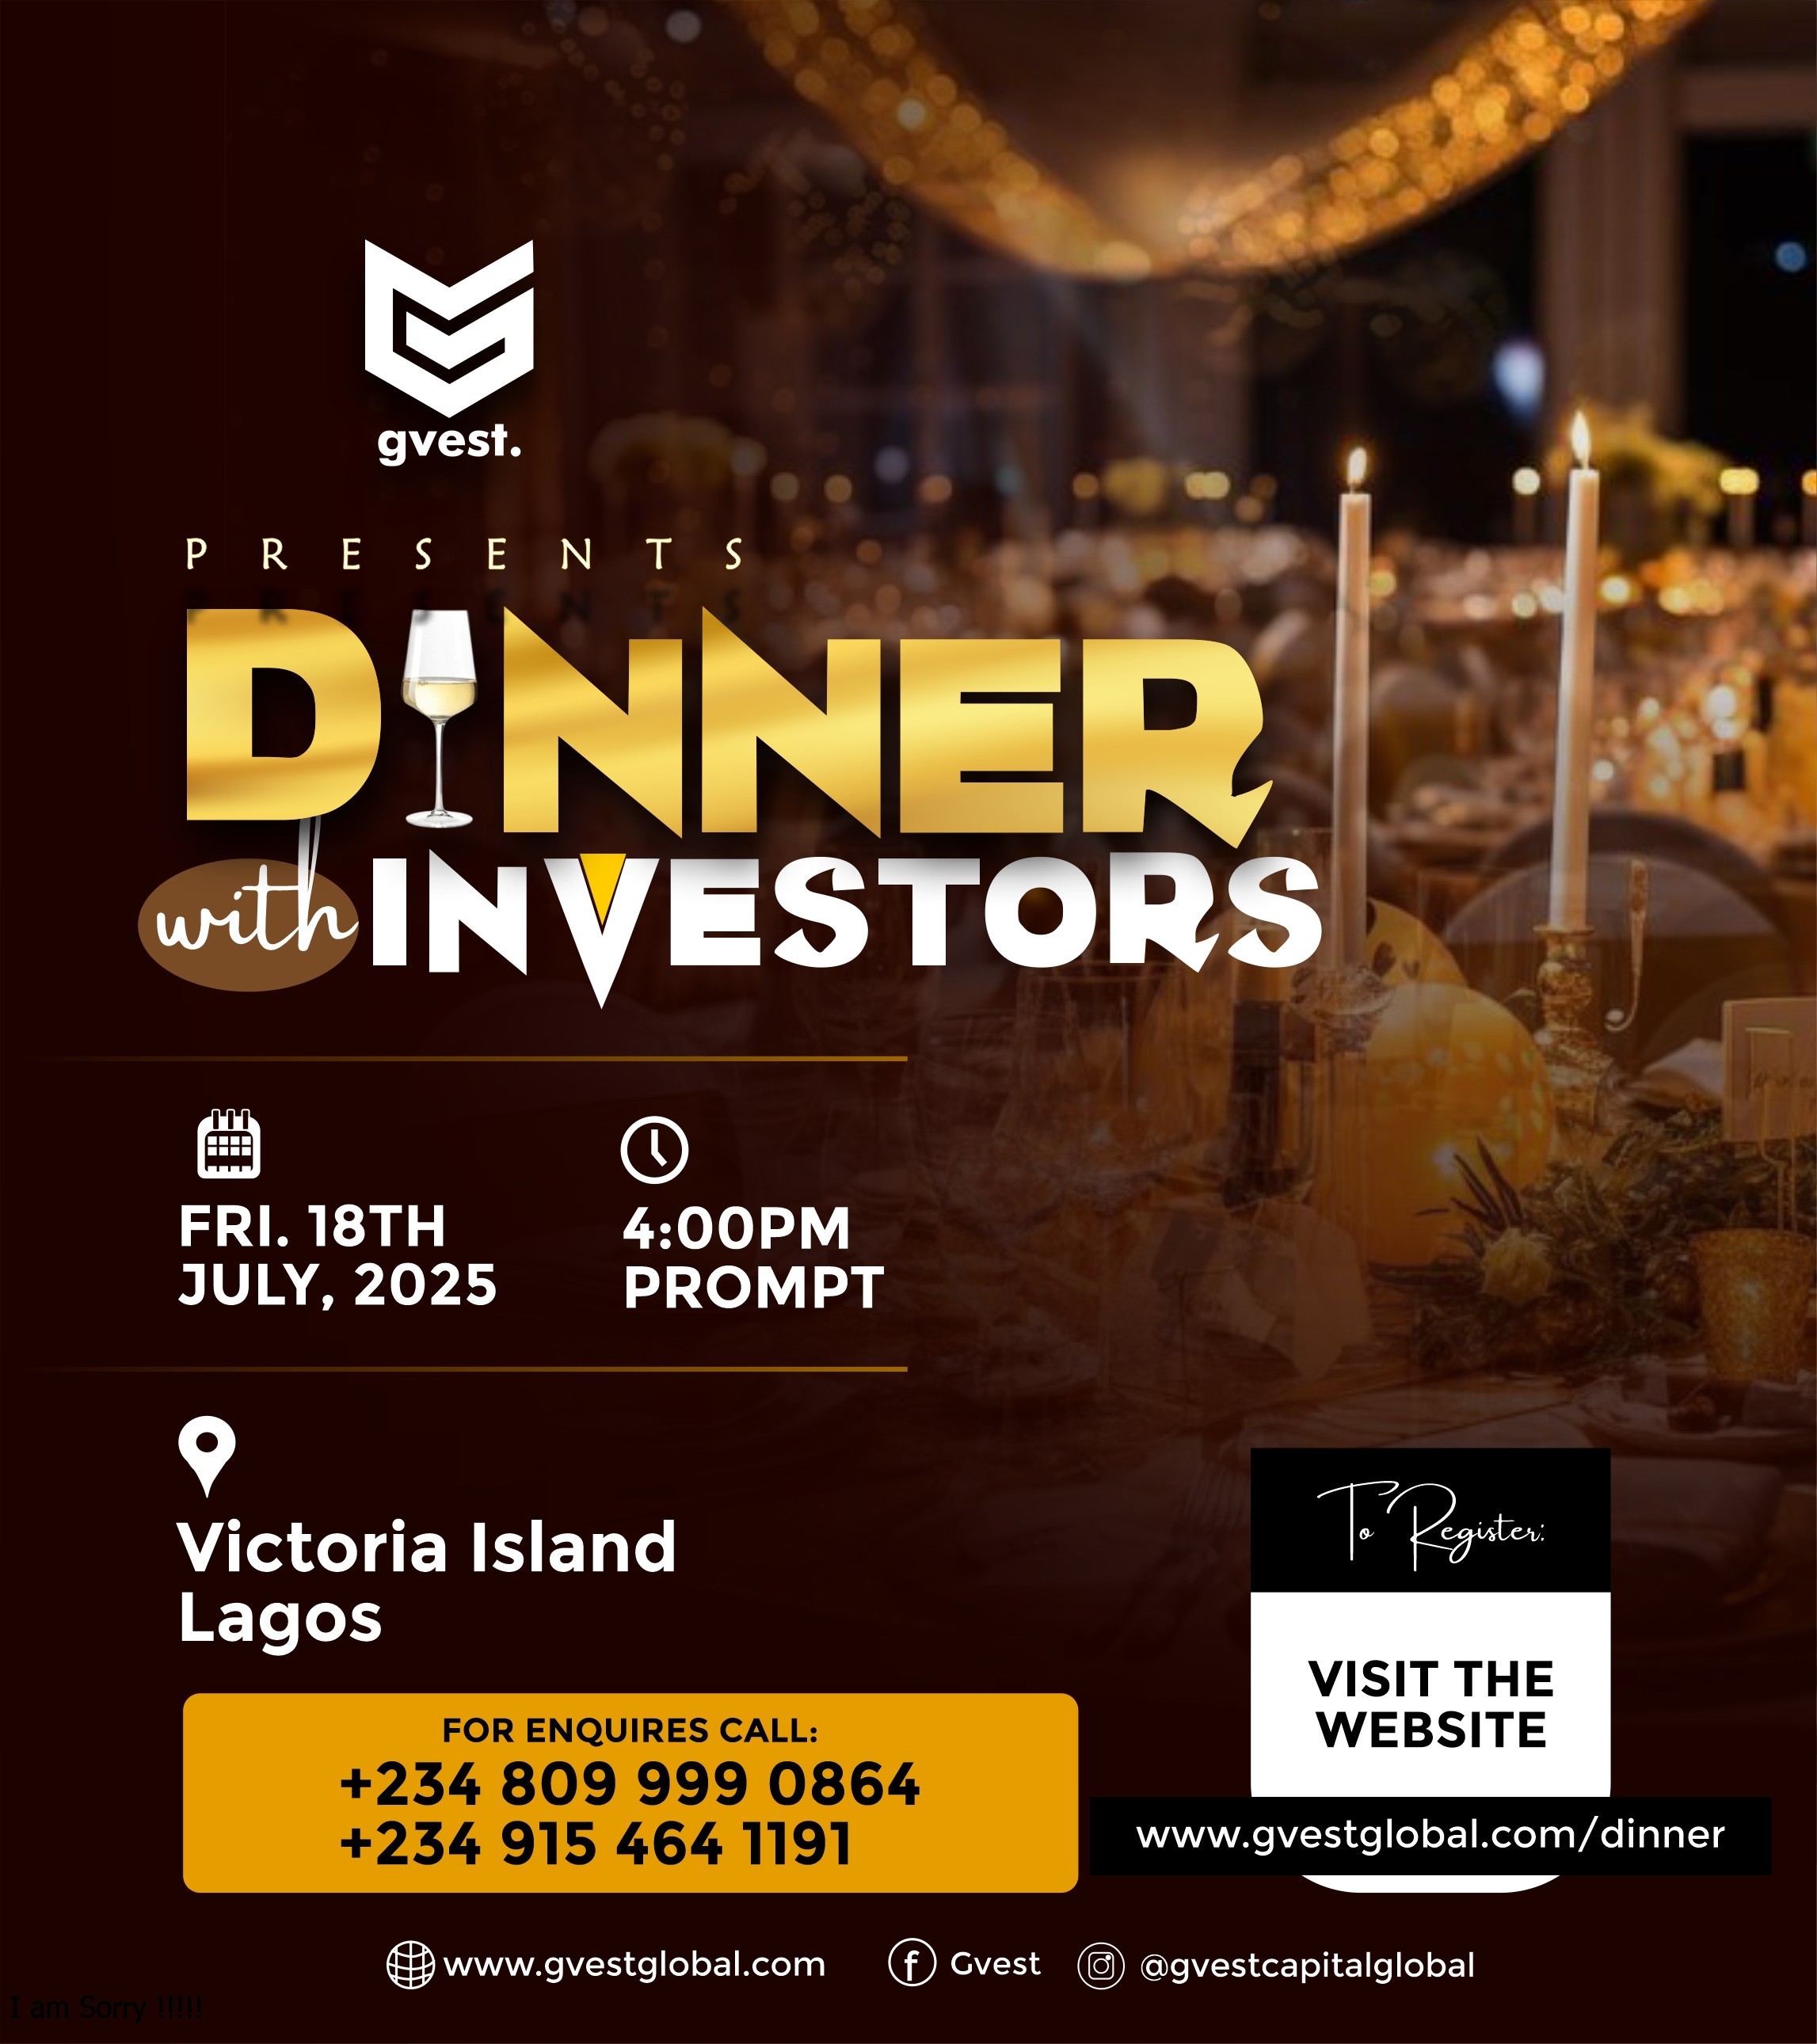 gvest.
PRESENTS
DINNER
with INVESTORS
FRI. 18TH
JULY, 2025
4:00PM
PROMPT
Victoria Island
Lagos
To Register:
VISIT THE
WEBSITE
www.gvestglobal.com/dinner
FOR ENQUIRES CALL:
+234 809 999 0864
+234 915 464 1191
www.gvestglobal.com
Gvest
@gvestcapitalglobal
I am Sorry !!!!!